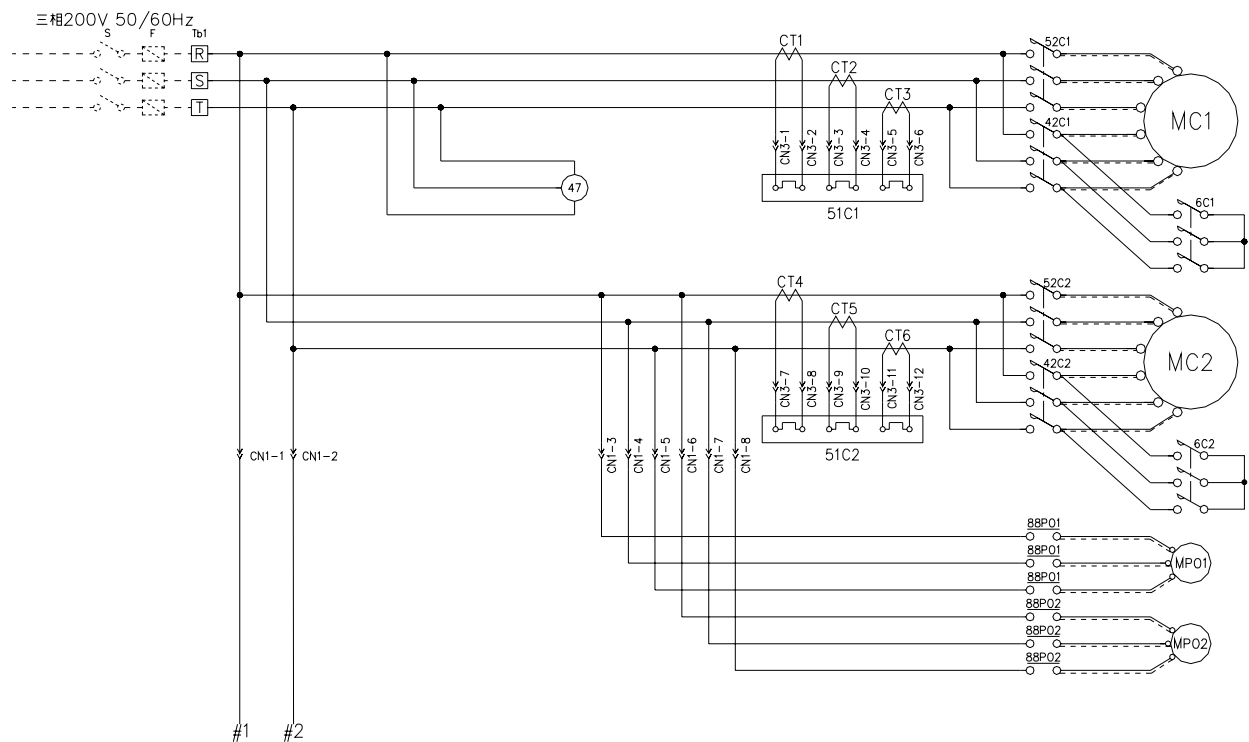 三相200V 50/60Hz
S F Tb1
R
S
T
CT1
CT2
CT3
CN3-1
CN3-2
CN3-3
CN3-4
CN3-5
CN3-6
51C1
47
52C1
42C1
MC1
6C1
CT4
CT5
CT6
CN3-7
CN3-8
CN3-9
CN3-10
CN3-11
CN3-12
51C2
52C2
42C2
MC2
6C2
CN1-1
CN1-2
CN1-3
CN1-4
CN1-5
CN1-6
CN1-7
CN1-8
88P01
88P01
88P01
MP01
88P02
88P02
88P02
MP02
#1
#2